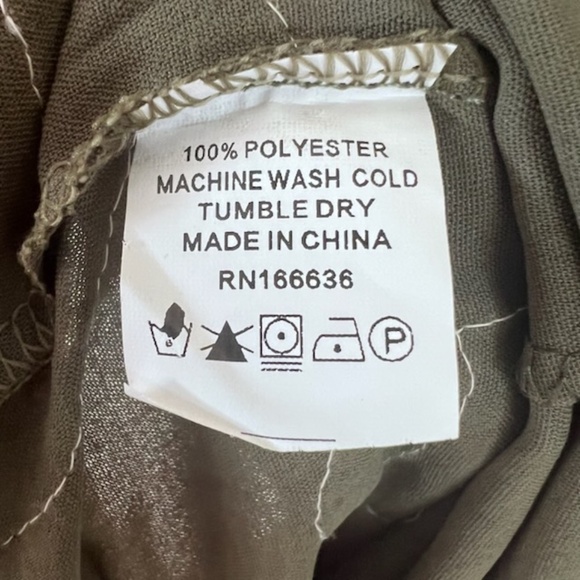 100% POLYESTER
MACHINE WASH COLD
TUMBLE DRY
MADE IN CHINA
RN166636
P